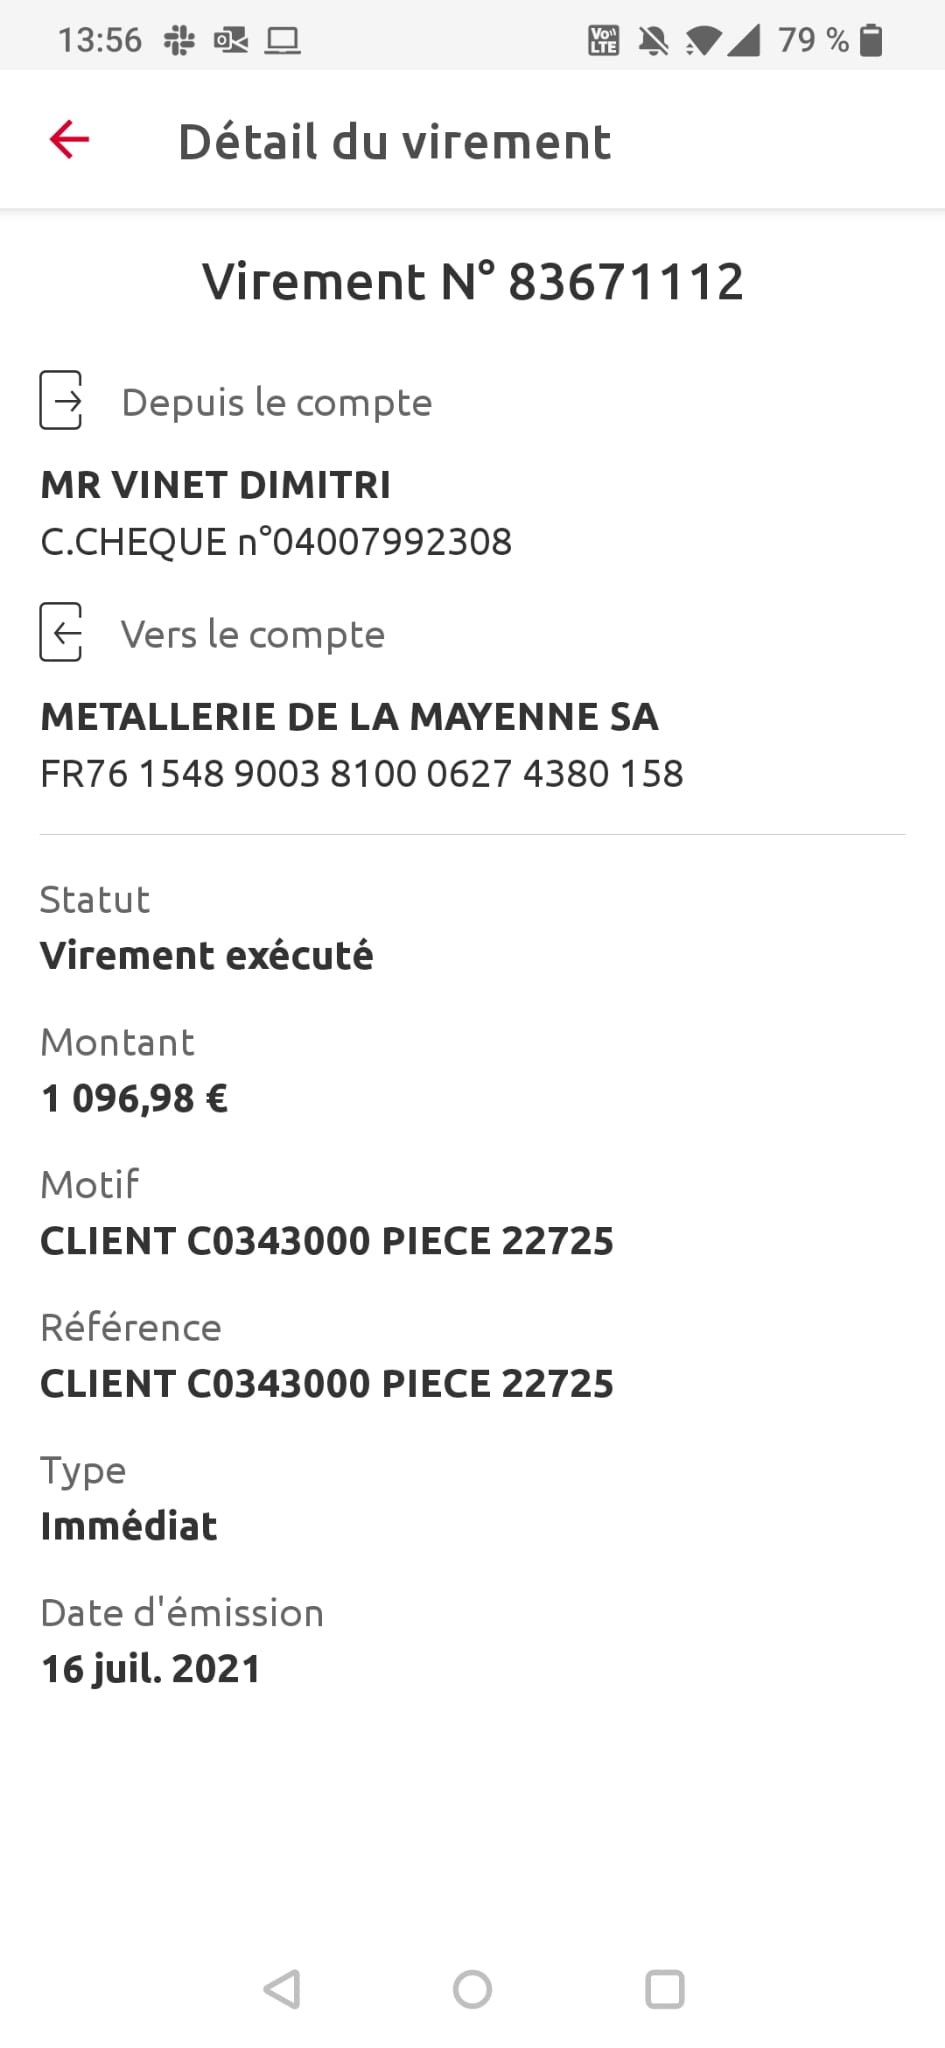 13:56 VoLTE 79 %
Détail du virement
Virement N° 83671112
Depuis le compte
MR VINET DIMITRI
C.CHEQUE n°04007992308
Vers le compte
METALLERIE DE LA MAYENNE SA
FR76 1548 9003 8100 0627 4380 158
Statut
Virement exécuté
Montant
1 096,98 €
Motif
CLIENT C0343000 PIECE 22725
Référence
CLIENT C0343000 PIECE 22725
Type
Immédiat
Date d'émission
16 juil. 2021